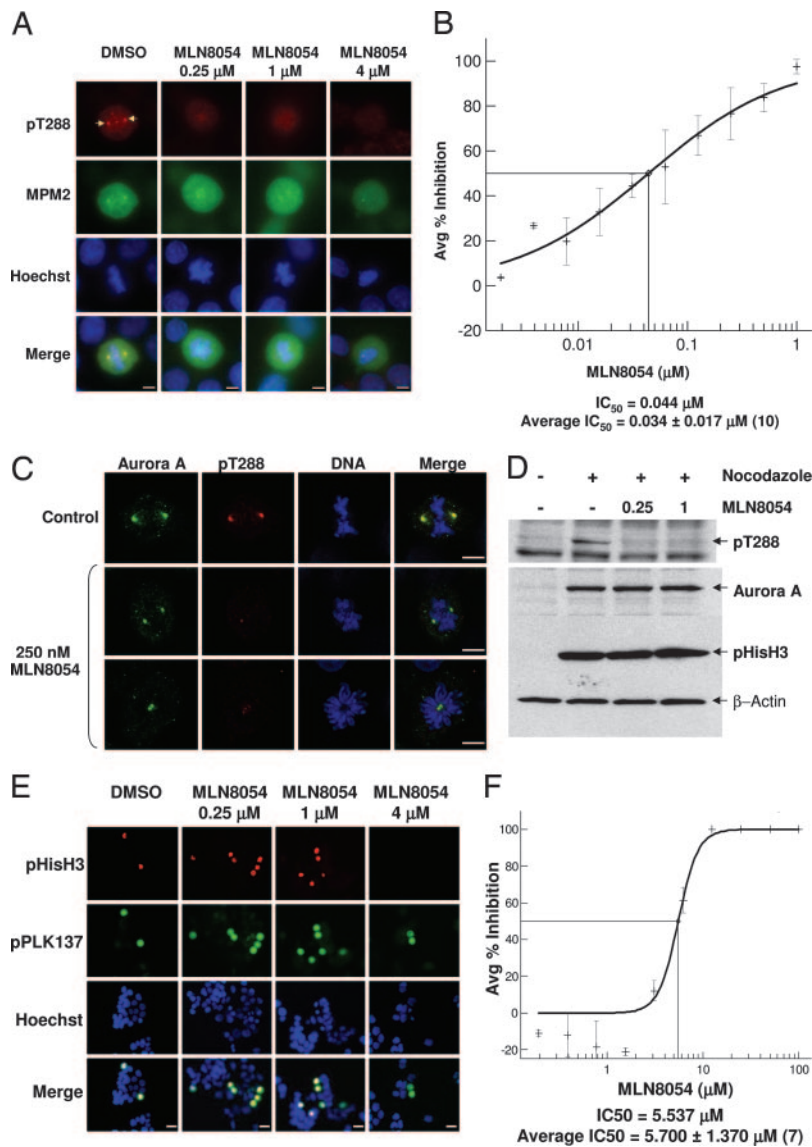 A
DMSO
MLN8054
0.25 µM
MLN8054
1 µM
MLN8054
4 µM
pT288
MPM2
Hoechst
Merge
B
Avg % Inhibition
100
80
60
40
20
0
-20
0.01
0.1
1
MLN8054 (µM)
IC50 = 0.044 µM
Average IC50 = 0.034 ± 0.017 µM (10)
C
Aurora A
pT288
DNA
Merge
Control
250 nM
MLN8054
D
- + + + Nocodazole
- - 0.25 1 MLN8054
pT288
Aurora A
pHisH3
β–Actin
E
DMSO
MLN8054
0.25 µM
MLN8054
1 µM
MLN8054
4 µM
pHisH3
pPLK137
Hoechst
Merge
F
Avg % Inhibition
100
80
60
40
20
0
-20
1
10
100
MLN8054 (µM)
IC50 = 5.537 µM
Average IC50 = 5.700 ± 1.370 µM (7)